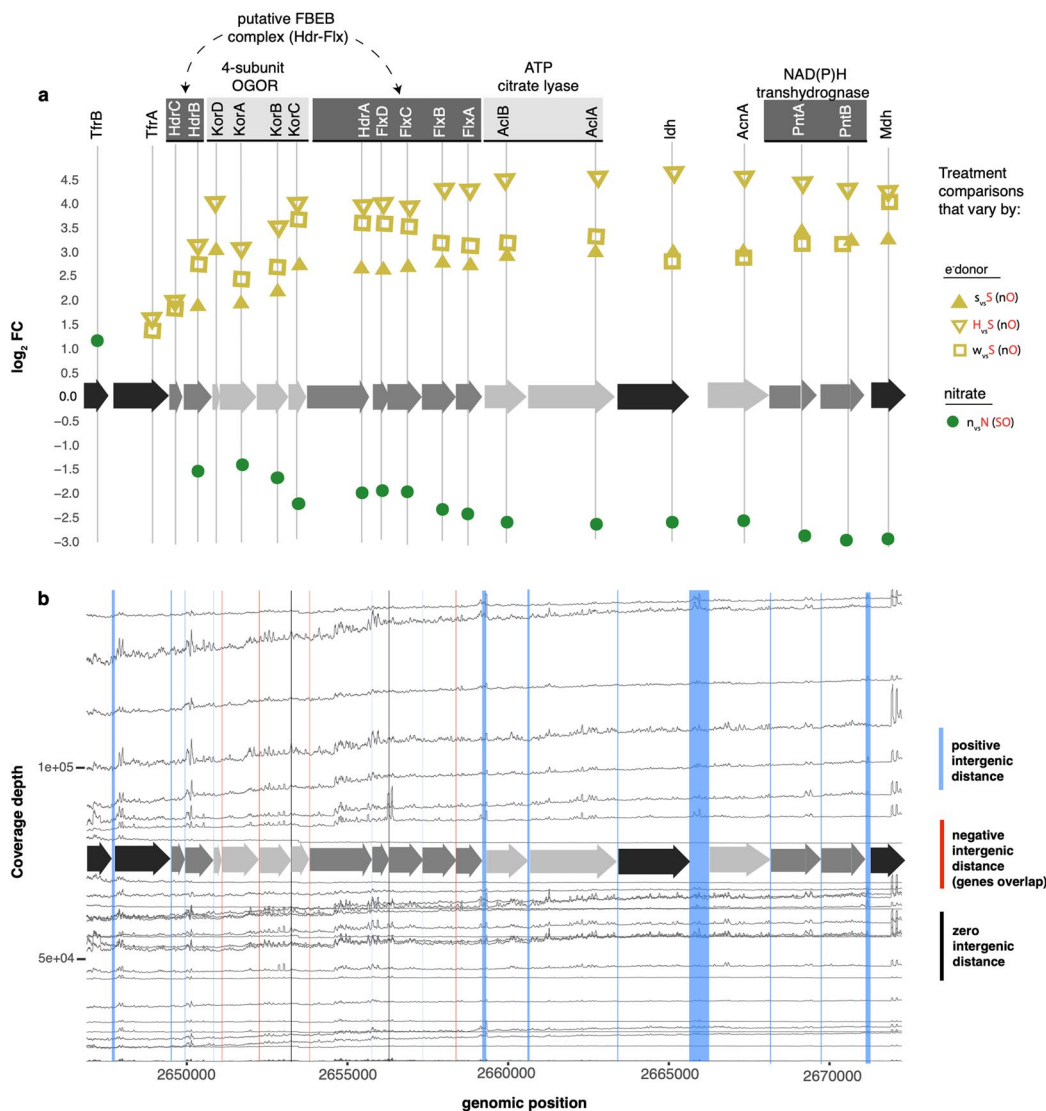 putative FBEB
complex (Hdr-Flx)
4-subunit
OGOR
ATP
citrate lyase
NAD(P)H
transhydrognase
a
TfrB
TfrA
HdrC
HdrB
KorD
KorA
KorB
KorC
HdrA
FlxD
FlxC
FlxB
FlxA
AclB
AclA
Idh
AcnA
PntA
PntB
Mdh
log2 FC
4.5
4.0
3.5
3.0
2.5
2.0
1.5
1.0
0.5
0.0
−0.5
−1.0
−1.5
−2.0
−2.5
−3.0
Treatment
comparisons
that vary by:
e-donor
s vs S (nO)
H vs S (nO)
w vs S (nO)
nitrate
n vs N (SO)
b
Coverage depth
1e+05
5e+04
2650000
2655000
2660000
2665000
2670000
genomic position
positive
intergenic
distance
negative
intergenic
distance
(genes overlap)
zero
intergenic
distance